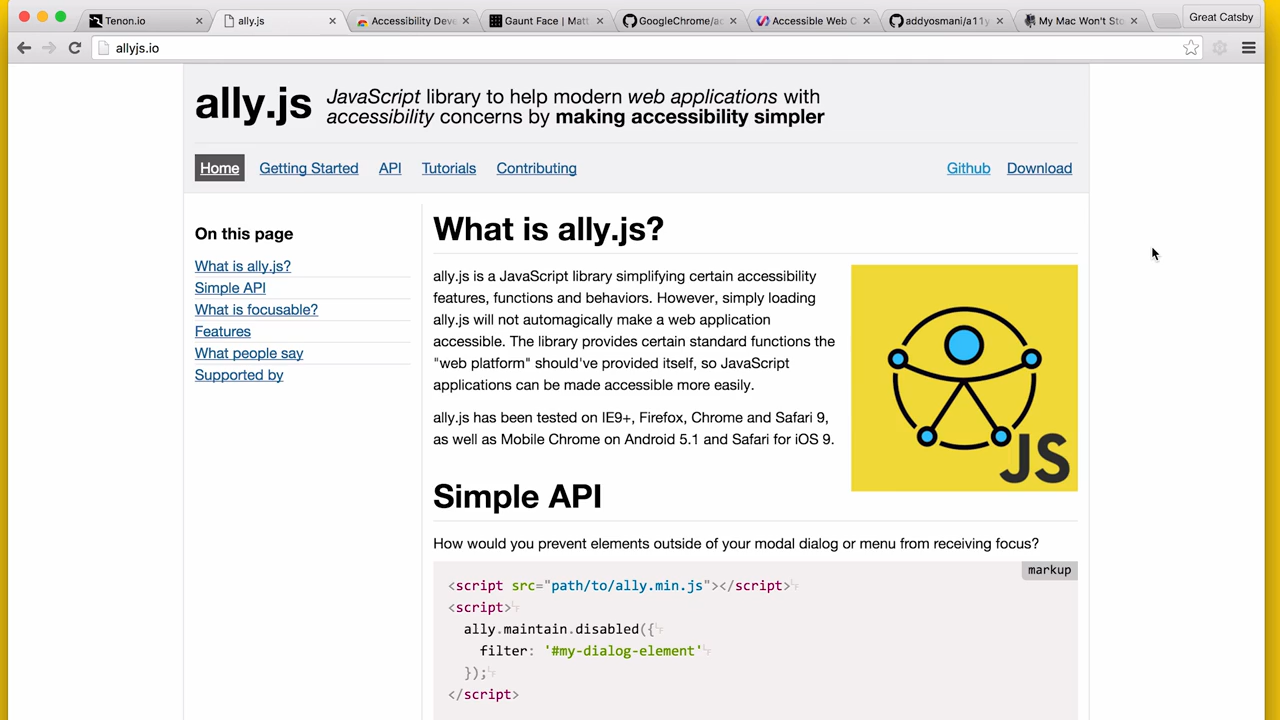 Tenon.io
ally.js
Accessibility Deve
Gaunt Face | Matt
GoogleChrome/ac
Accessible Web C
addyosmani/a11y
My Mac Won't Sto
Great Catsby
allyjs.io
ally.js
JavaScript library to help modern web applications with
accessibility concerns by making accessibility simpler
Home
Getting Started
API
Tutorials
Contributing
Github
Download
On this page
What is ally.js?
Simple API
What is focusable?
Features
What people say
Supported by
What is ally.js?
ally.js is a JavaScript library simplifying certain accessibility
features, functions and behaviors. However, simply loading
ally.js will not automagically make a web application
accessible. The library provides certain standard functions the
"web platform" should've provided itself, so JavaScript
applications can be made accessible more easily.
ally.js has been tested on IE9+, Firefox, Chrome and Safari 9,
as well as Mobile Chrome on Android 5.1 and Safari for iOS 9.
JS
Simple API
How would you prevent elements outside of your modal dialog or menu from receiving focus?
markup
<script src="path/to/ally.min.js"></script>
<script>
ally.maintain.disabled({
filter: '#my-dialog-element'
});
</script>